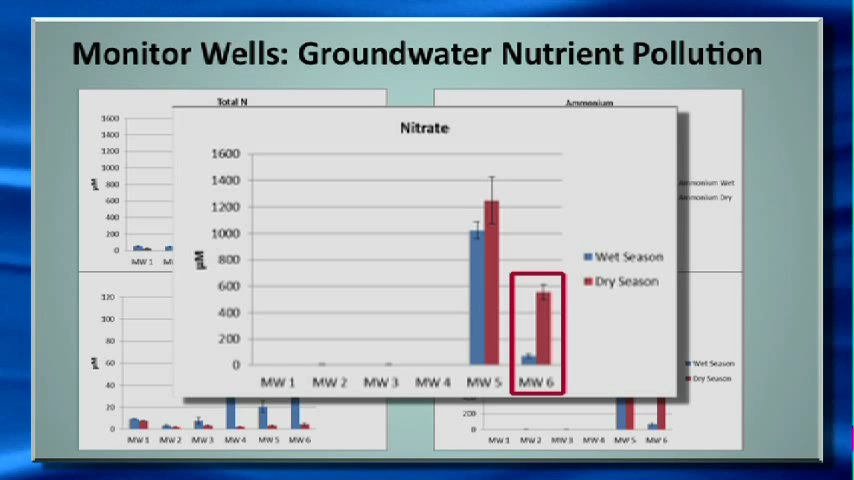 Monitor Wells: Groundwater Nutrient Pollution
Total N
Ammonium
1600
1400
1200
1000
800
600
400
200
0
µM
MW 1
Ammonium Wet
Ammonium Dry
Nitrate
1600
1400
1200
1000
800
600
400
200
0
µM
MW 1 MW 2 MW 3 MW 4 MW 5 MW 6
Wet Season
Dry Season
120
100
80
60
40
20
0
µM
MW 1 MW 2 MW 3 MW 4 MW 5 MW 6
Wet Season
Dry Season
200
0
MW 1 MW 2 MW 3 MW 4 MW 5 MW 6